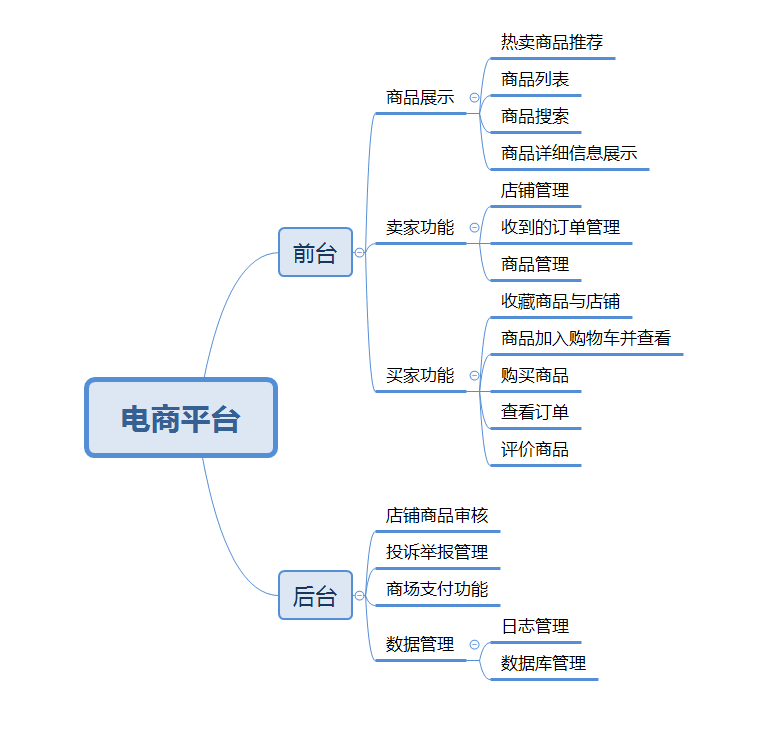 电商平台
前台
商品展示
热卖商品推荐
商品列表
商品搜索
商品详细信息展示
卖家功能
店铺管理
收到的订单管理
商品管理
买家功能
收藏商品与店铺
商品加入购物车并查看
购买商品
查看订单
评价商品
后台
店铺商品审核
投诉举报管理
商场支付功能
数据管理
日志管理
数据库管理